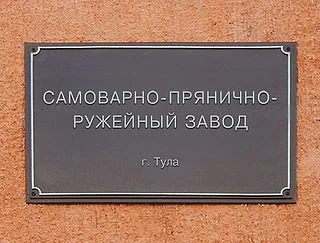 САМОВАРНО-ПРЯНИЧНО-
РУЖЕЙНЫЙ ЗАВОД
г. Тула